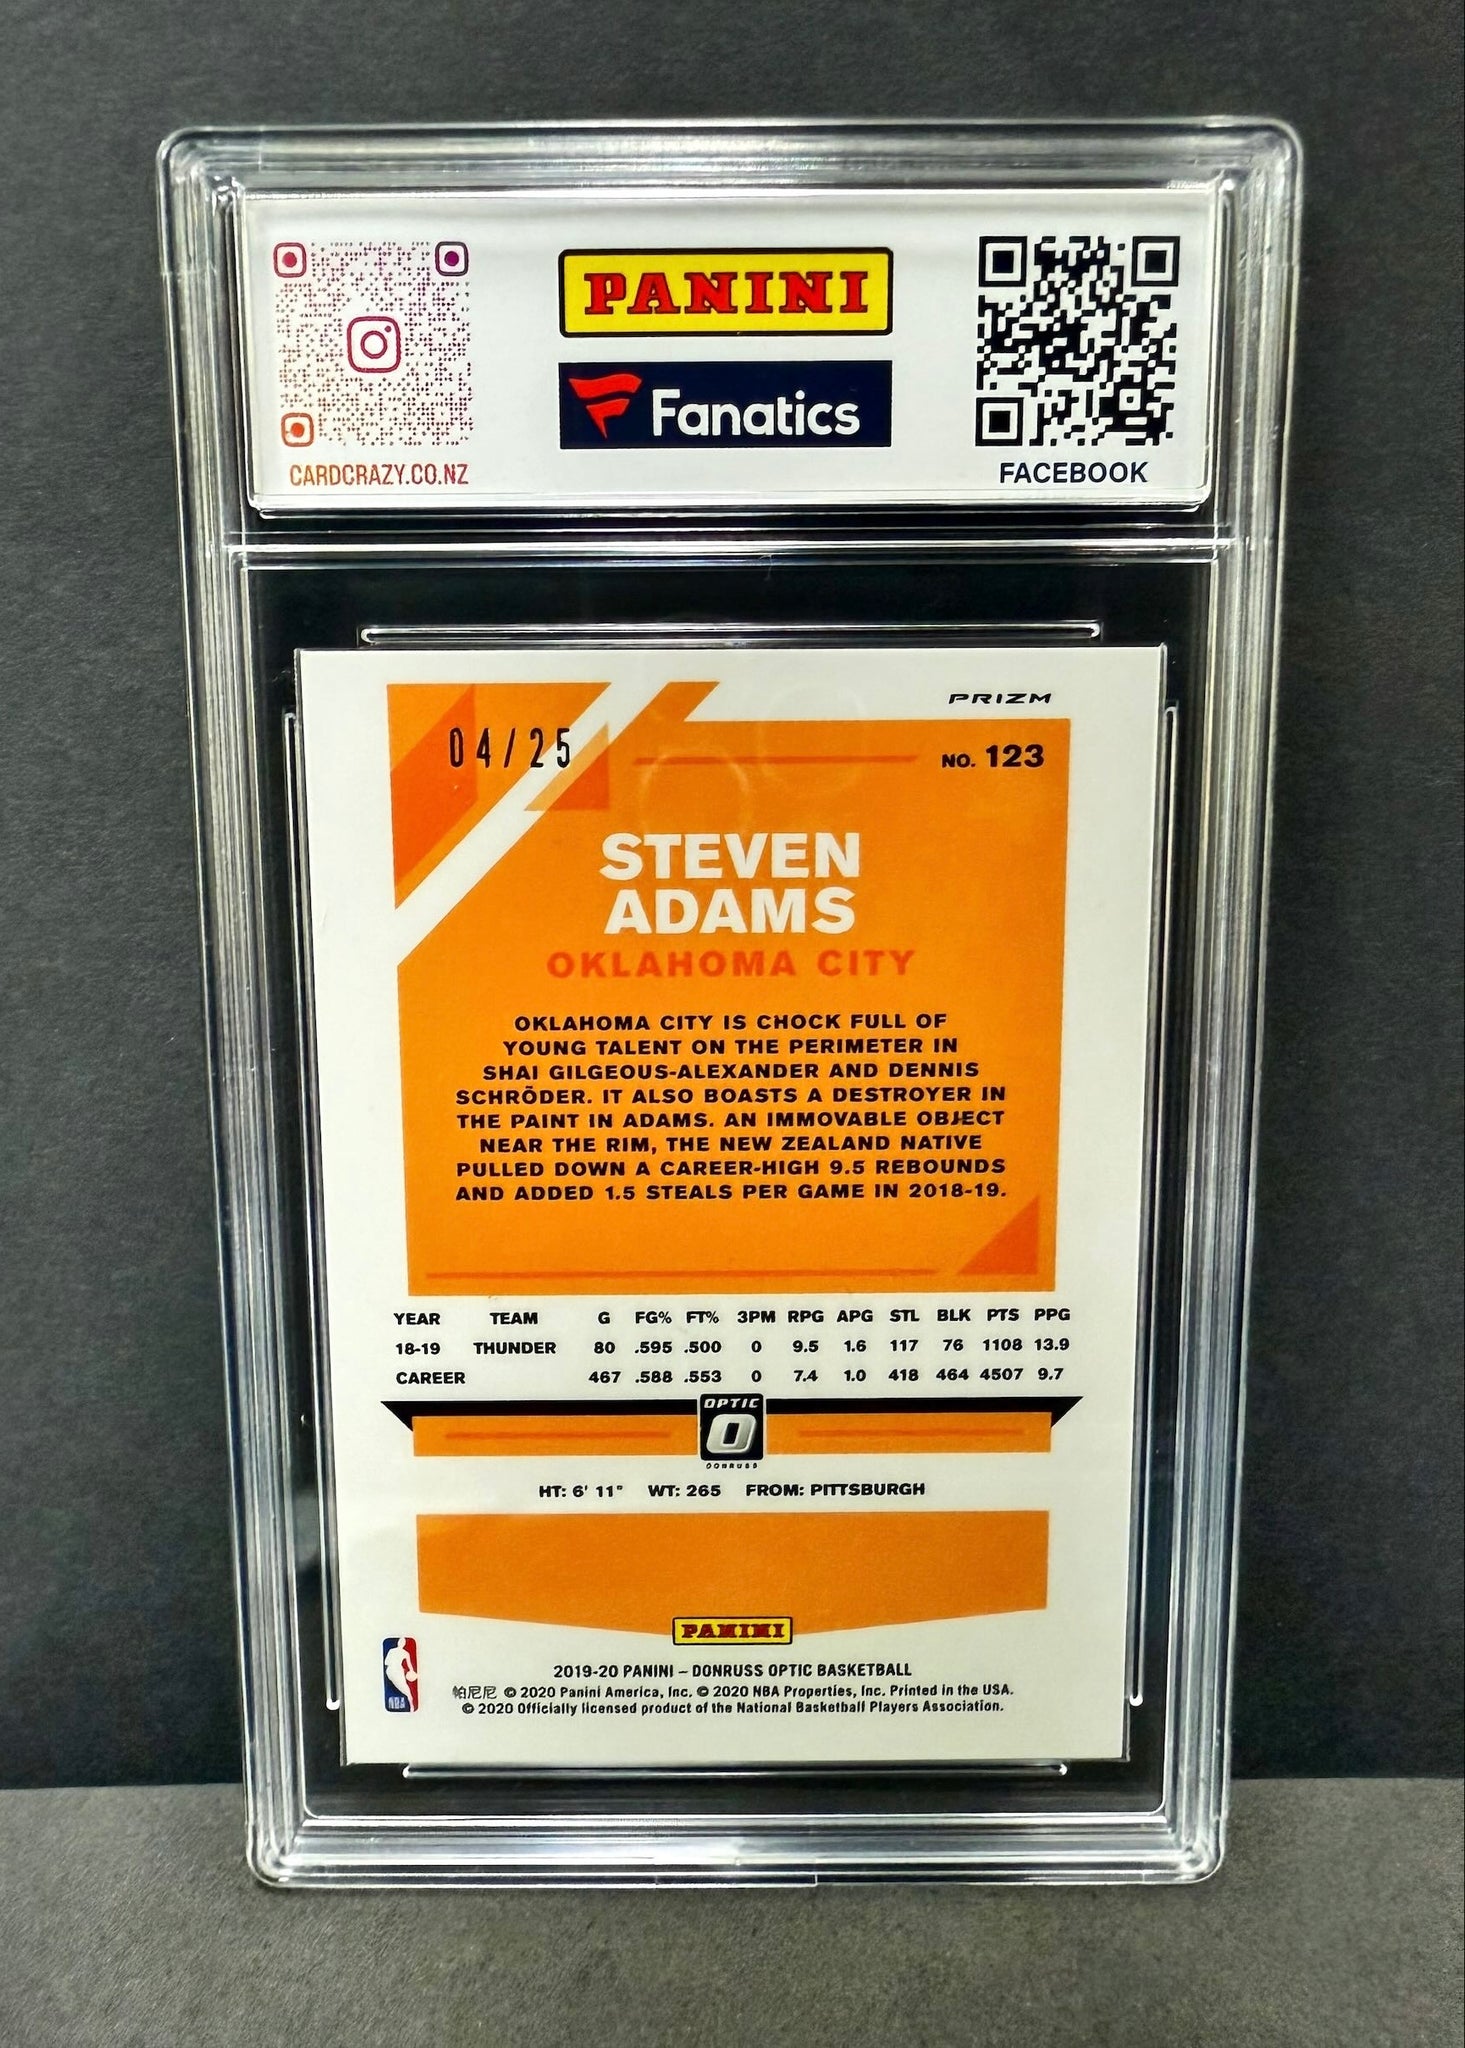 PANINI
Fanatics
CARDCRAZY.CO.NZ
FACEBOOK
PRIZM
04/25
NO. 123
STEVEN
ADAMS
OKLAHOMA CITY
OKLAHOMA CITY IS CHOCK FULL OF
YOUNG TALENT ON THE PERIMETER IN
SHAI GILGEOUS-ALEXANDER AND DENNIS
SCHRÖDER. IT ALSO BOASTS A DESTROYER IN
THE PAINT IN ADAMS. AN IMMOVABLE OBJECT
NEAR THE RIM, THE NEW ZEALAND NATIVE
PULLED DOWN A CAREER-HIGH 9.5 REBOUNDS
AND ADDED 1.5 STEALS PER GAME IN 2018-19.
YEAR TEAM G FG% FT% 3PM RPG APG STL BLK PTS PPG
18-19 THUNDER 80 .595 .500 0 9.5 1.6 117 76 1108 13.9
CAREER 467 .588 .553 0 7.4 1.0 418 464 4507 9.7
OPTIC
O
DONRUSS
HT: 6' 11" WT: 265 FROM: PITTSBURGH
PANINI
NBA
2019-20 PANINI – DONRUSS OPTIC BASKETBALL
帕尼尼 © 2020 Panini America, Inc. © 2020 NBA Properties, Inc. Printed in the USA.
© 2020 Officially licensed product of the National Basketball Players Association.